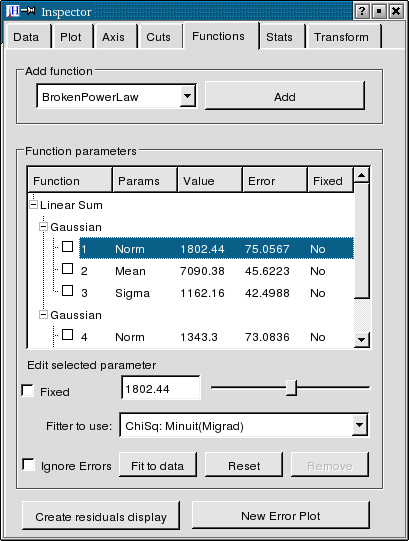 Inspector
Data Plot Axis Cuts Functions Stats Transform
Add function
BrokenPowerLaw Add
Function parameters
Function Params Value Error Fixed
Linear Sum
Gaussian
1 Norm 1802.44 75.0567 No
2 Mean 7090.38 45.6223 No
3 Sigma 1162.16 42.4988 No
Gaussian
4 Norm 1343.3 73.0836 No
Edit selected parameter
Fixed 1802.44
Fitter to use: ChiSq: Minuit(Migrad)
Ignore Errors Fit to data Reset Remove
Create residuals display New Error Plot